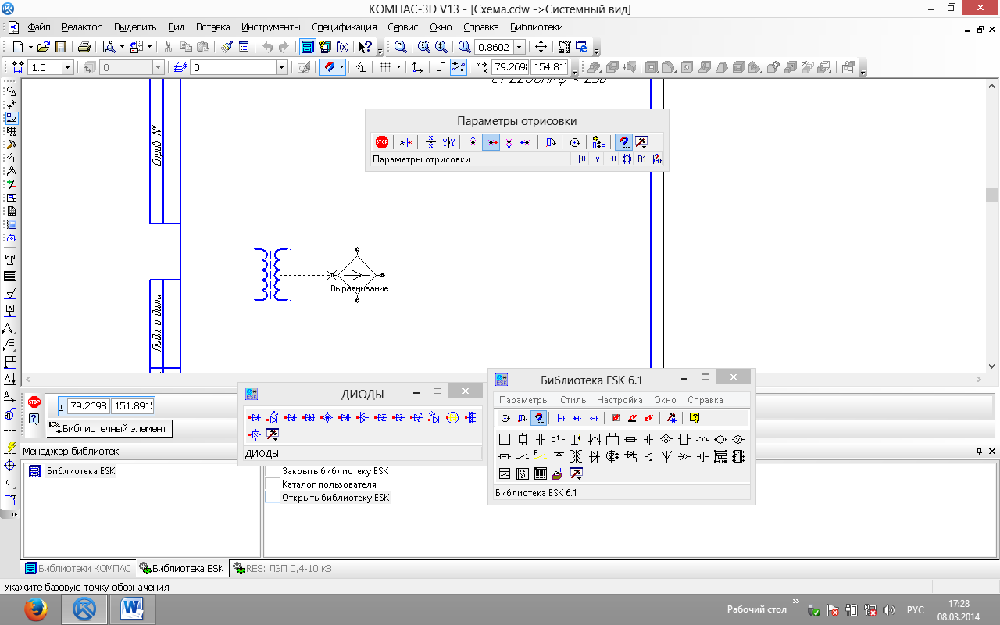 КОМПАС-3D V13 - [Схема.cdw ->Системный вид]
Файл Редактор Выделить Вид Вставка Инструменты Спецификация Сервис Окно Справка Библиотеки
f(x) 0.8602
1.0 0 0 79.2698 154.81
Справ. №
Параметры отрисовки
STOP
Параметры отрисовки R1
Выравнивание
Подп. и дата
ДИОДЫ
ДИОДЫ
Библиотека ESK 6.1
Параметры Стиль Настройка Окно Справка
Библиотека ESK 6.1
STOP 79.2698 151.891
Библиотечный элемент
Менеджер библиотек
Библиотека ESK
Закрыть библиотеку ESK
Каталог пользователя
Открыть библиотеку ESK
Библиотеки КОМПАС Библиотека ESK RES: ЛЭП 0,4-10 кВ
Укажите базовую точку обозначения
Рабочий стол РУС 17:28
08.03.2014